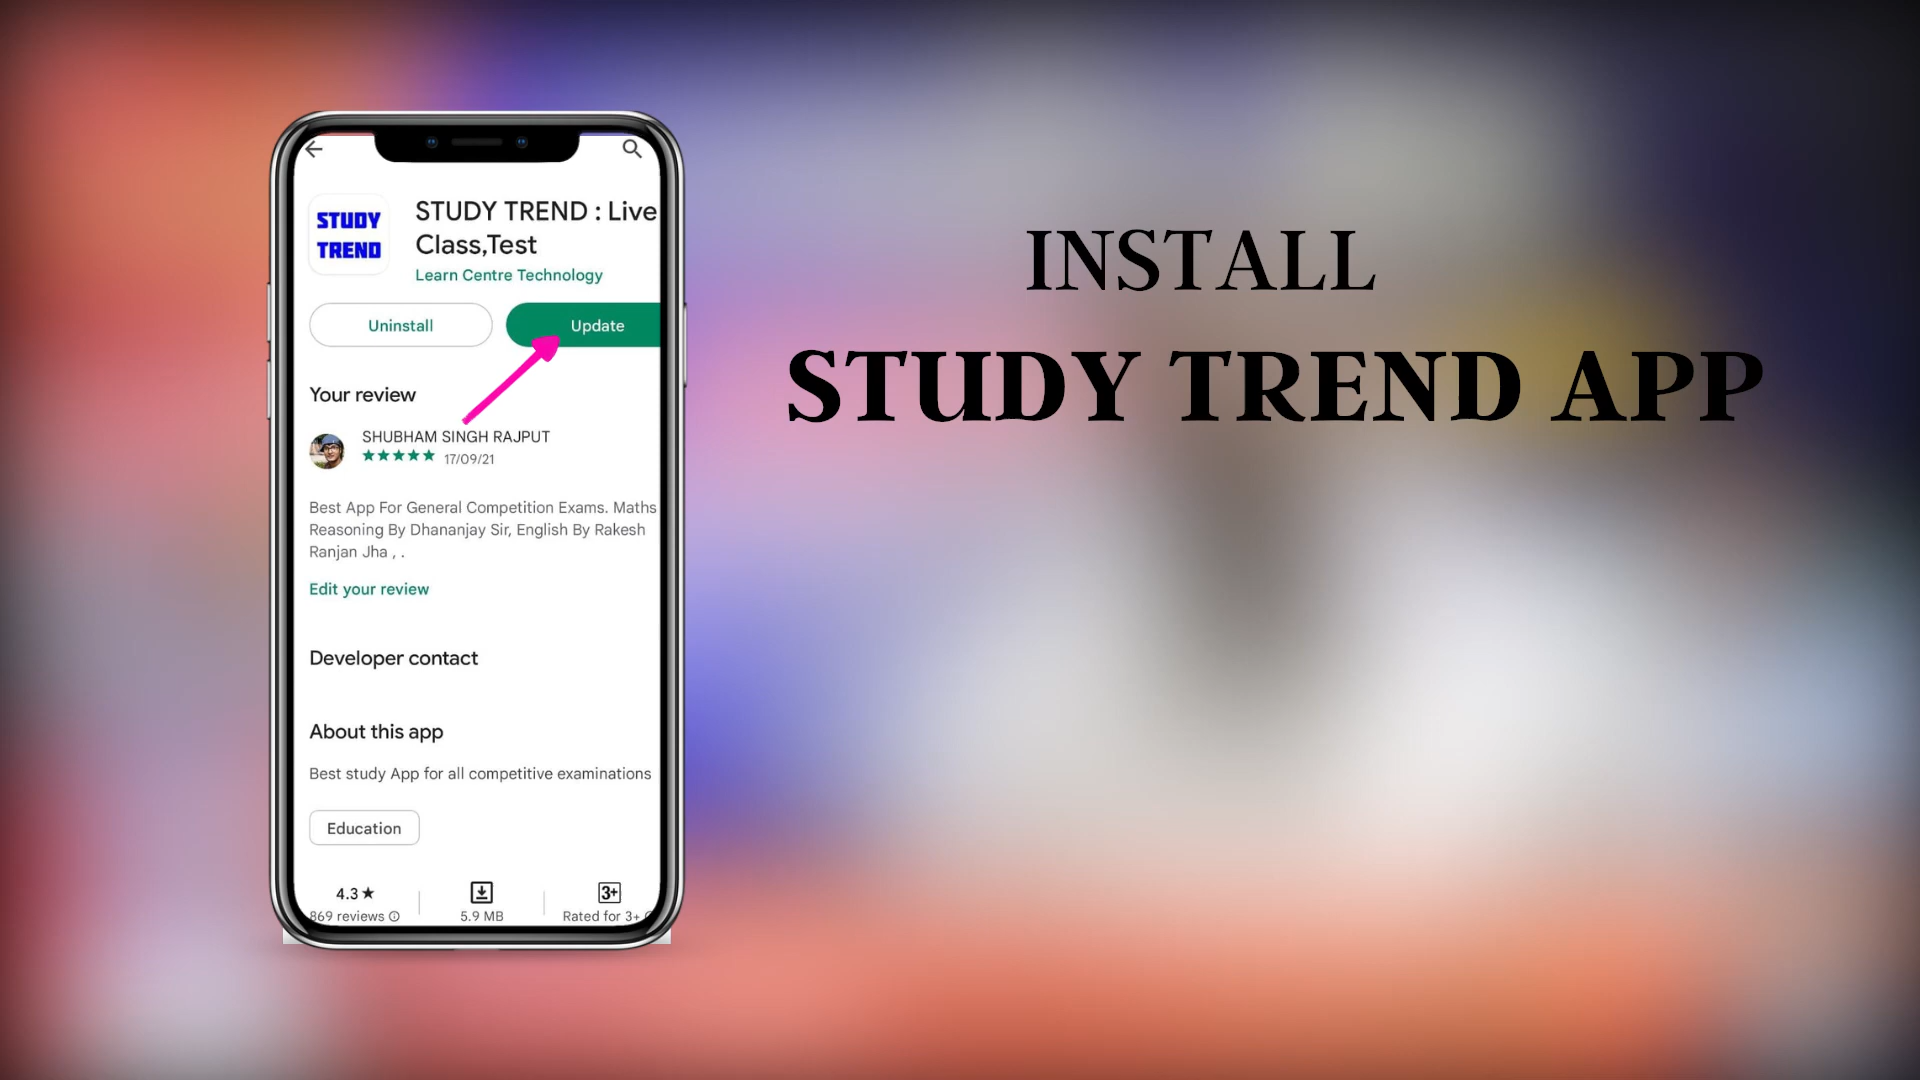 STUDY
TREND
STUDY TREND : Live
Class,Test
Learn Centre Technology
Uninstall
Update
Your review
SHUBHAM SINGH RAJPUT
17/09/21
Best App For General Competition Exams. Maths
Reasoning By Dhananjay Sir, English By Rakesh
Ranjan Jha , .
Edit your review
Developer contact
About this app
Best study App for all competitive examinations
Education
4.3★
869 reviews
5.9 MB
3+
Rated for 3+
INSTALL
STUDY TREND APP